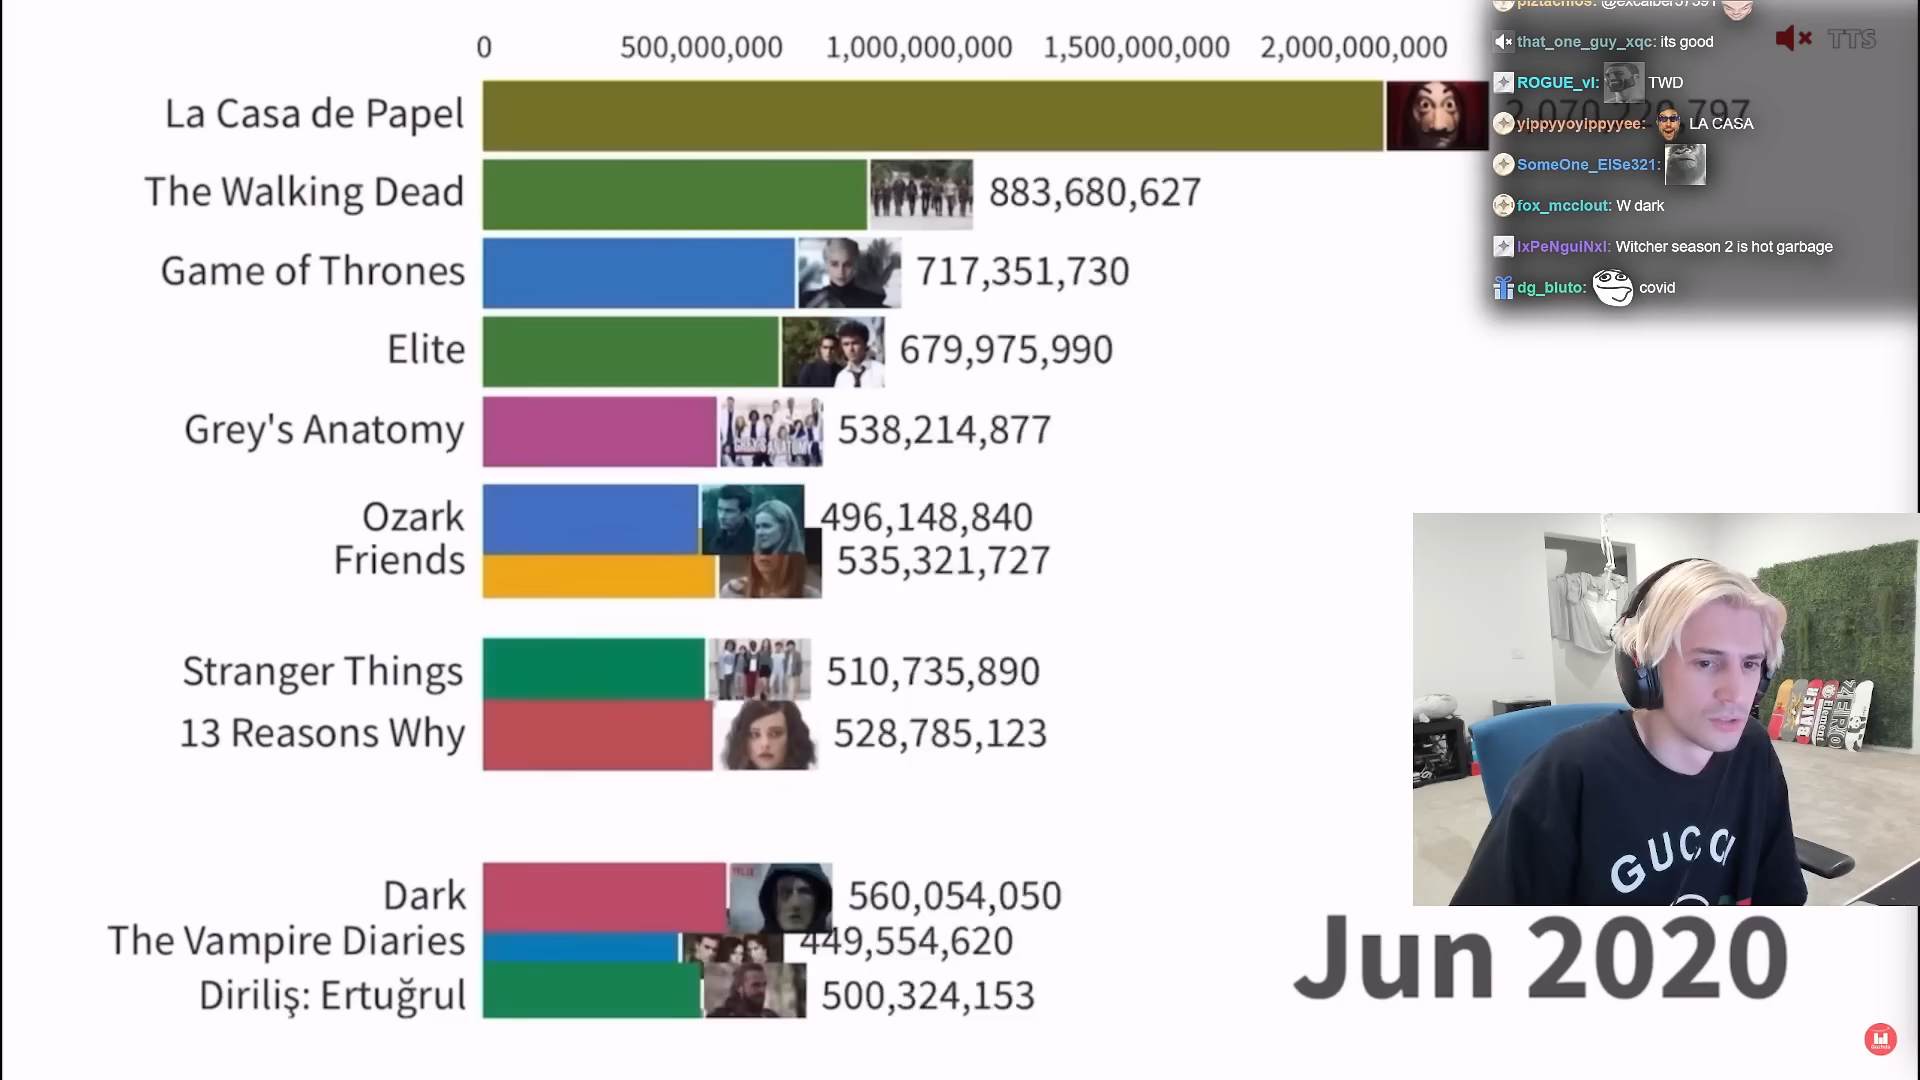 0 500,000,000 1,000,000,000 1,500,000,000 2,000,000,000
La Casa de Papel
The Walking Dead 883,680,627
Game of Thrones 717,351,730
Elite 679,975,990
Grey's Anatomy 538,214,877
Ozark 496,148,840
Friends 535,321,727
Stranger Things 510,735,890
13 Reasons Why 528,785,123
Dark 560,054,050
The Vampire Diaries 449,554,620
Diriliş: Ertuğrul 500,324,153
Jun 2020
that_one_guy_xqc: its good
TTS
ROGUE_vl: TWD
yippyyoyippyyee: LA CASA
SomeOne_ElSe321:
fox_mcclout: W dark
IxPeNguiNxI: Witcher season 2 is hot garbage
dg_bluto: covid
GREY'S ANATOMY
BAKER
Element
GUCCI